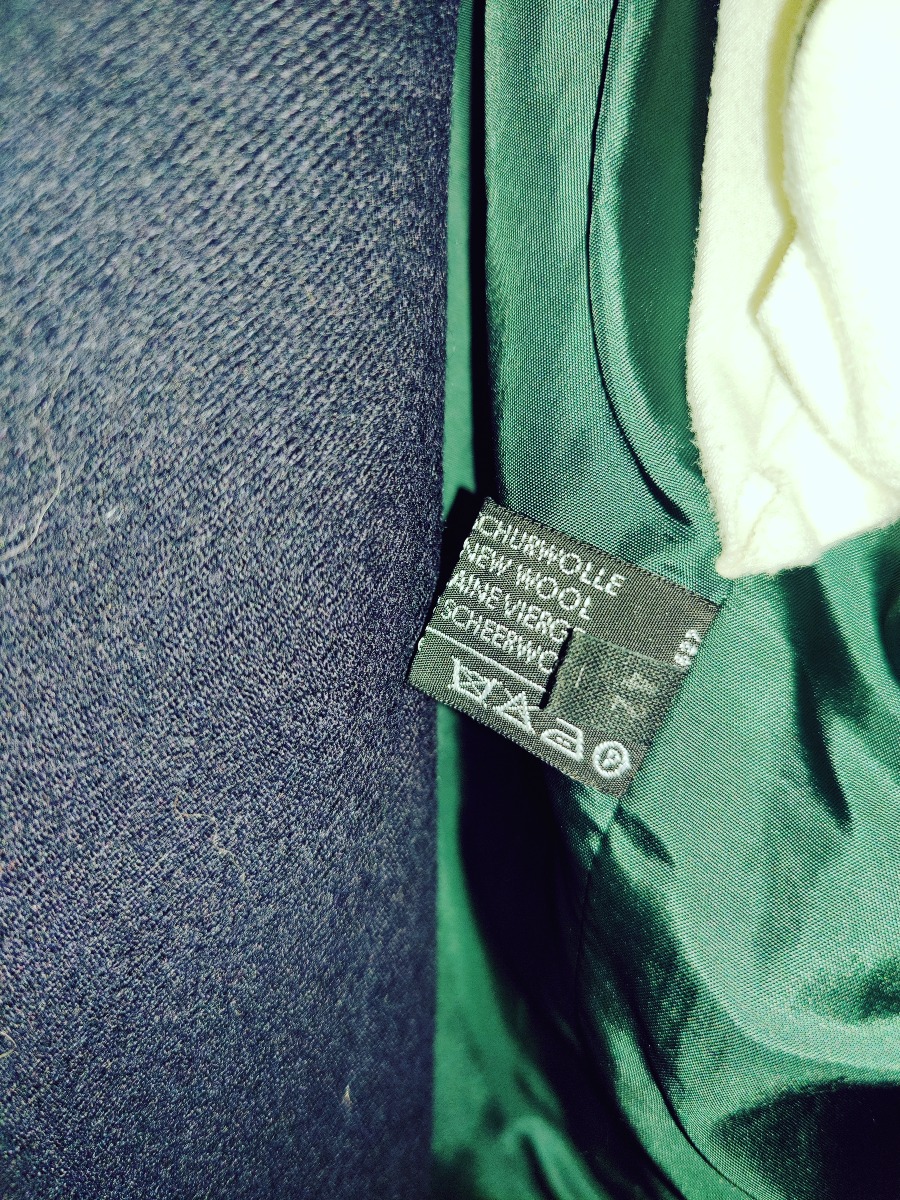 CHURWOLLE
NEW WOOL
AINE VIERG
SCHEERWO
P